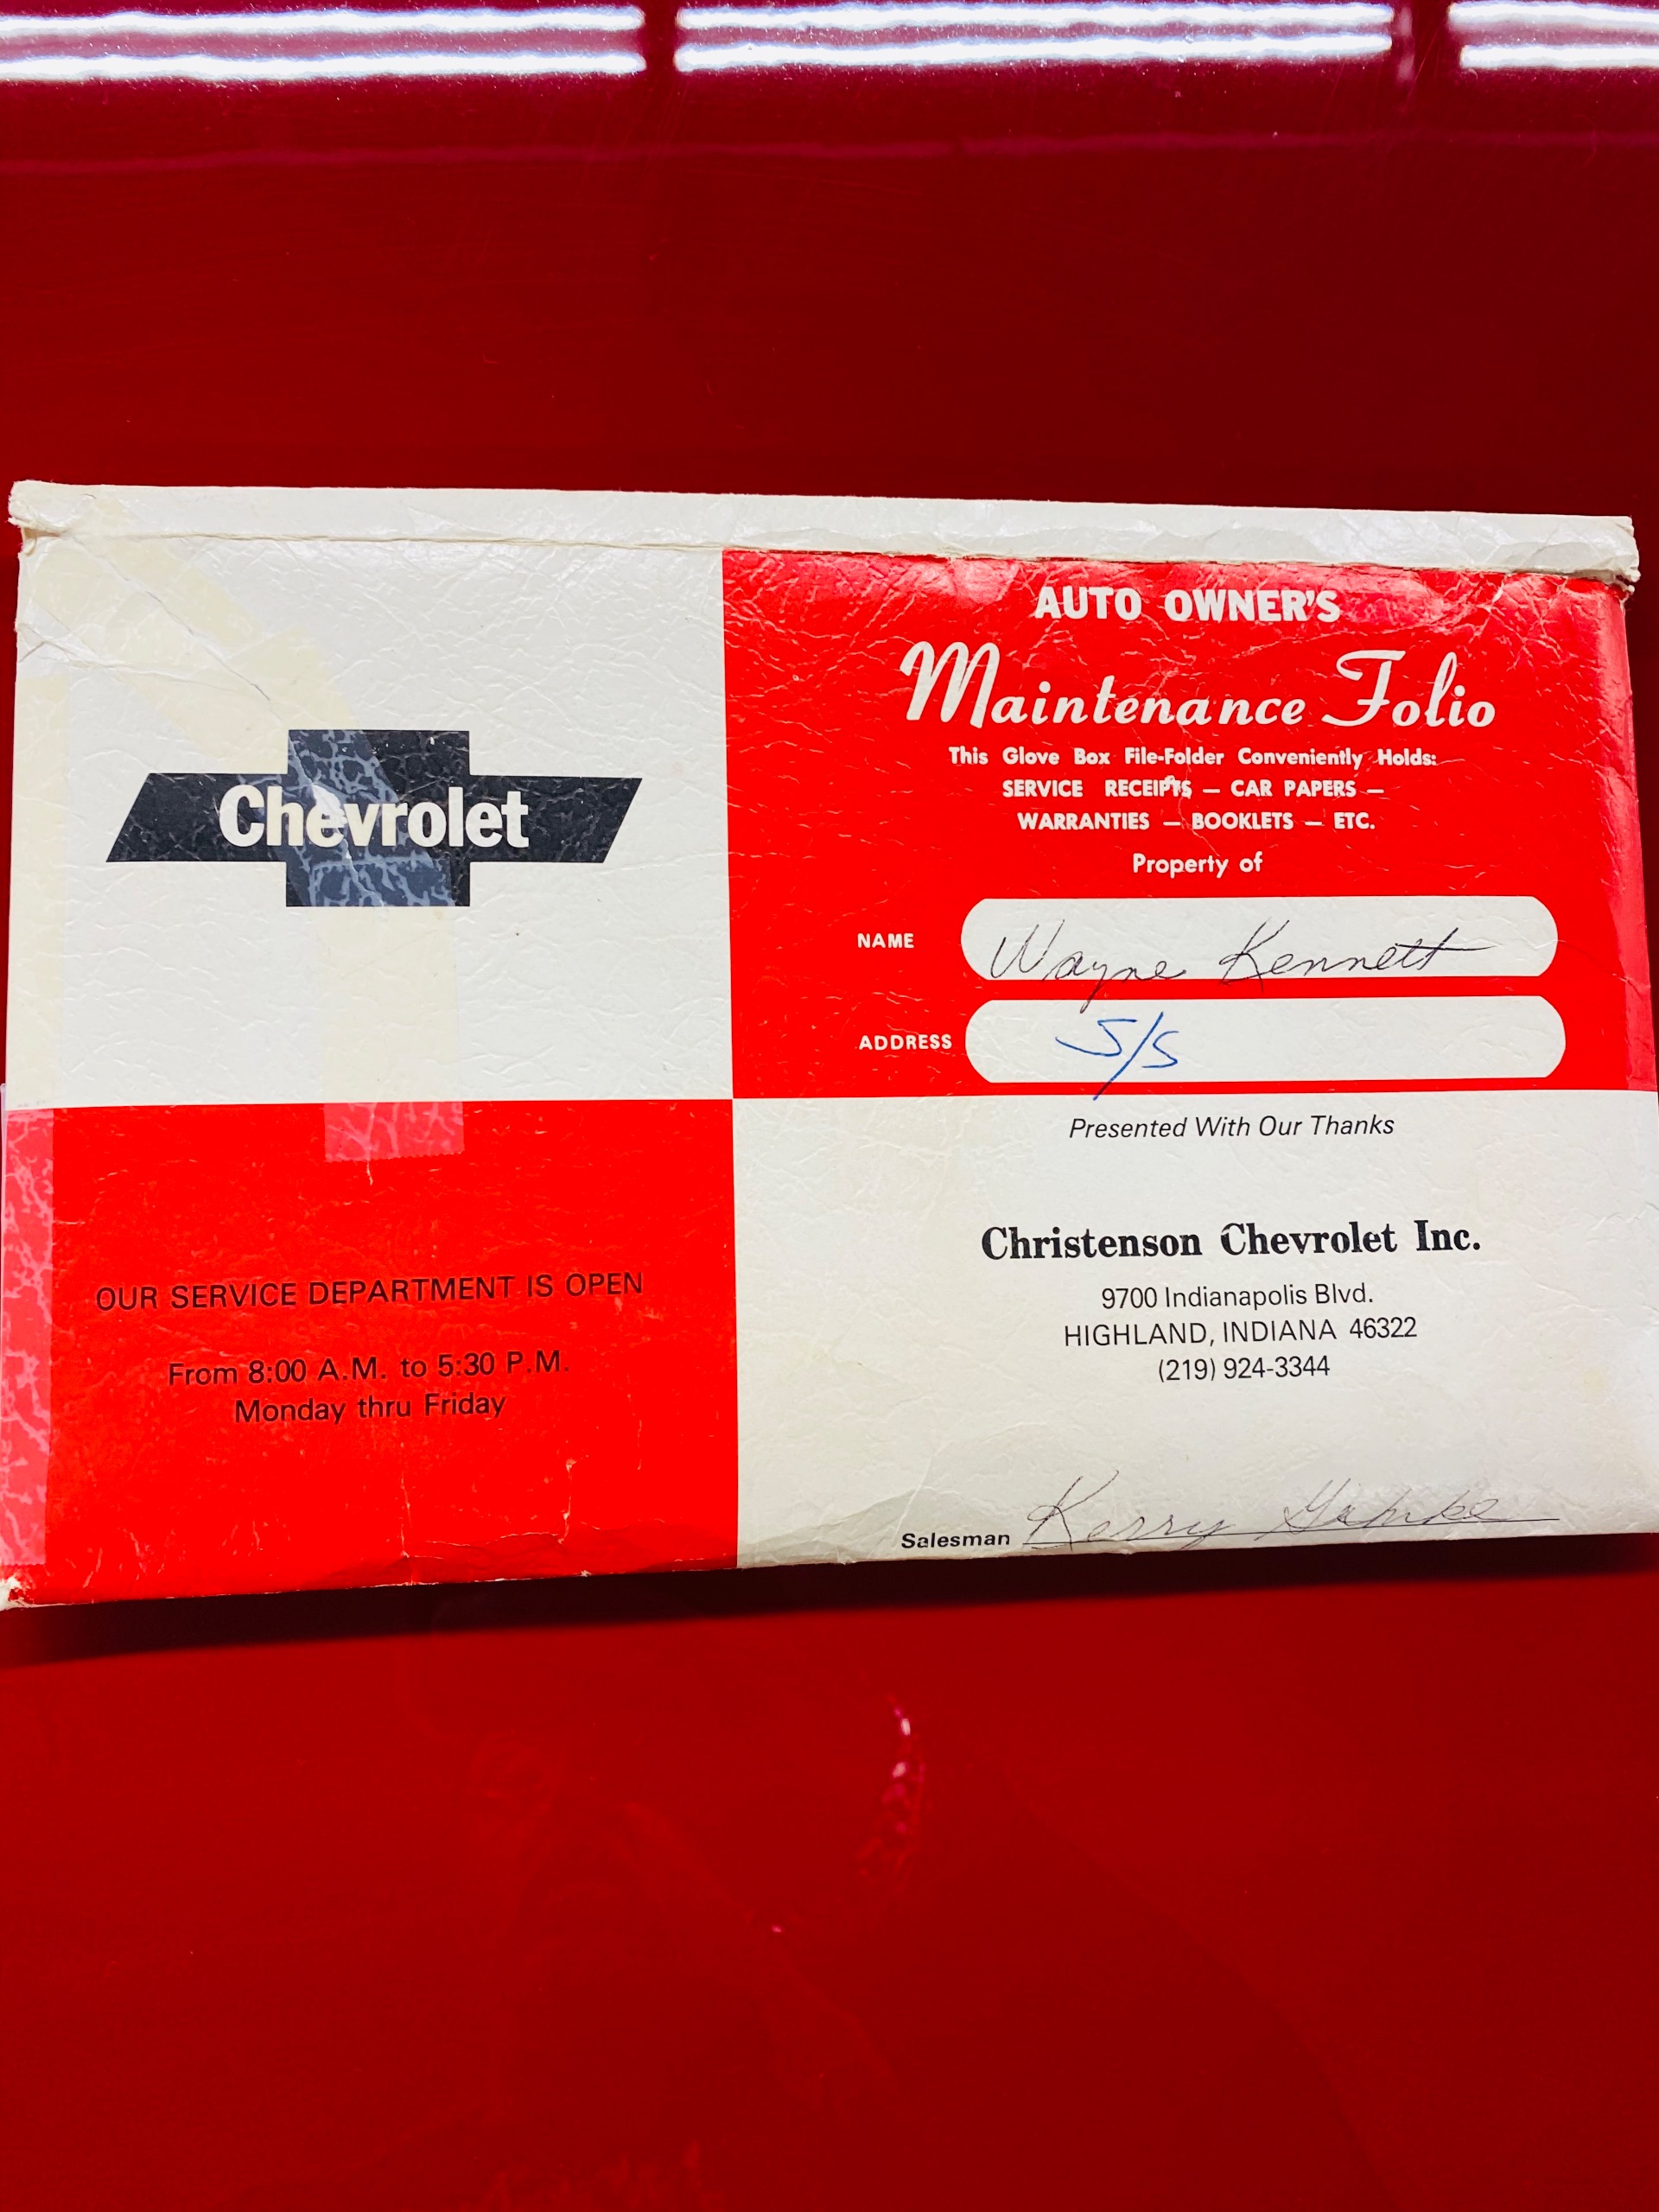 Chevrolet
AUTO OWNER'S
Maintenance Folio
This Glove Box File-Folder Conveniently Holds:
SERVICE RECEIPTS — CAR PAPERS —
WARRANTIES — BOOKLETS — ETC.
Property of
NAME Wayne Kennett
ADDRESS S/S
OUR SERVICE DEPARTMENT IS OPEN
From 8:00 A.M. to 5:30 P.M.
Monday thru Friday
Presented With Our Thanks
Christenson Chevrolet Inc.
9700 Indianapolis Blvd.
HIGHLAND, INDIANA 46322
(219) 924-3344
Salesman Kerry